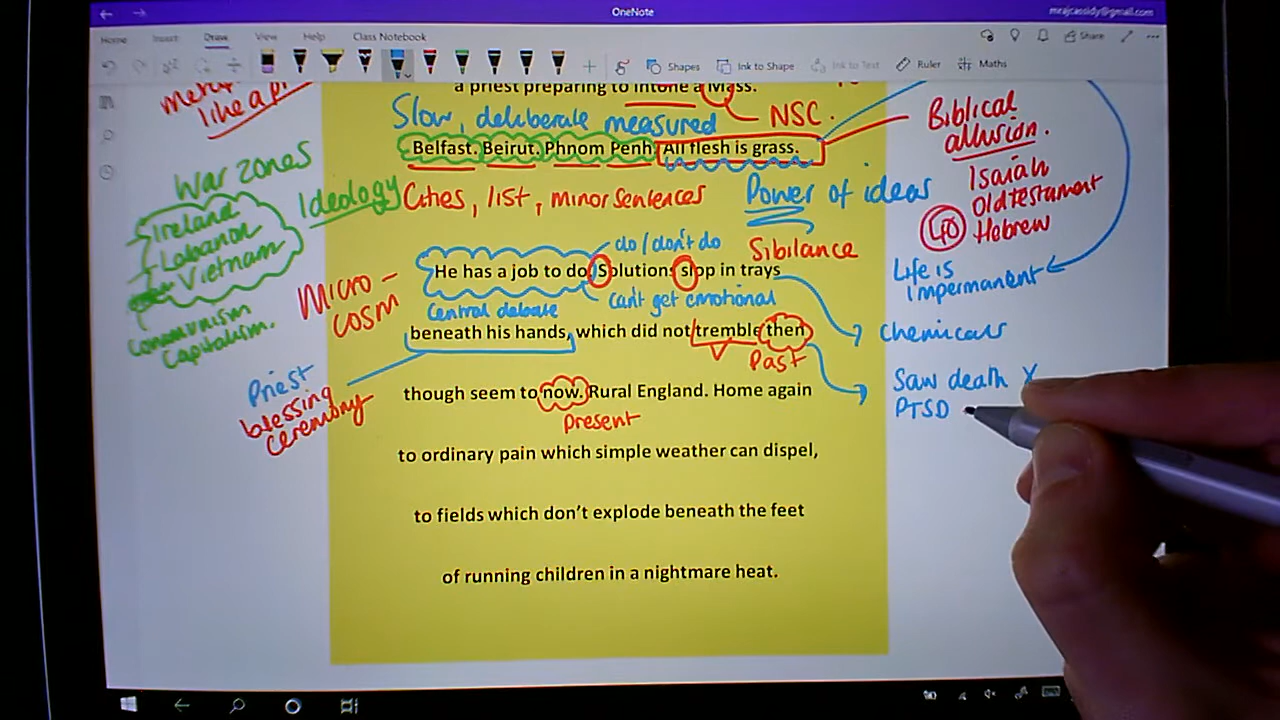 OneNote
mrajcassidy@gmail.com
Home Insert Draw View Help Class Notebook
Share
Shapes Ink to Shape Ink to Text Ruler Maths
a priest preparing to intone a Mass.
like a pr
Slow, deliberate measured
NSC.
Belfast. Beirut. Phnom Penh. All flesh is grass.
Biblical
allusion.
Isaiah
Old Testament
40
Hebrew
War zones
Ireland
Labanon
Vietnam
Communism
Capitalism.
Ideology
Cities, list, minor sentences
Power of ideas
do / don't do
Sibilance
He has a job to do. Solutions slop in trays
Life is
impermanent
Micro-
cosm
Central debate
can't get emotional
beneath his hands, which did not tremble then
chemicals
Past
Priest
blessing
ceremony
Saw death
PTSD
though seem to now. Rural England. Home again
present
to ordinary pain which simple weather can dispel,
to fields which don't explode beneath the feet
of running children in a nightmare heat.